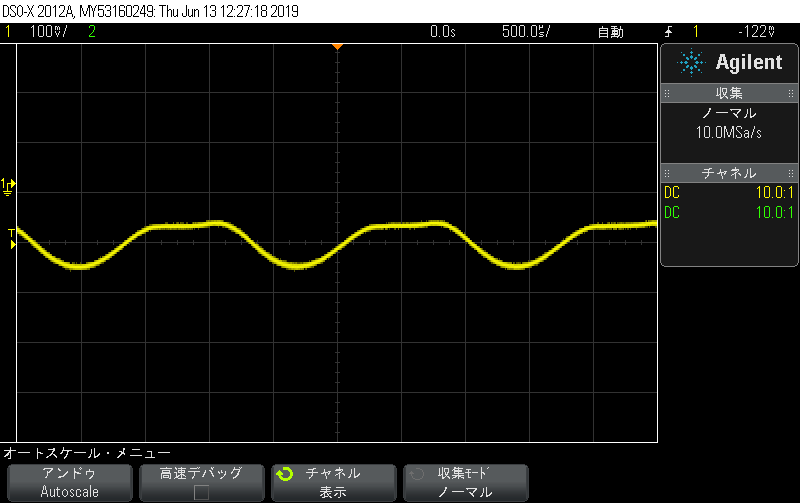 DSO-X 2012A, MY53160249: Thu Jun 13 12:27:18 2019
1 100V/ 2 0.0s 500.0µs/ 自動 1 -122V
Agilent
収集
ノーマル
10.0MSa/s
チャネル
DC 10.0:1
DC 10.0:1
1
T
オートスケール・メニュー
アンドゥ
Autoscale
高速デバッグ
チャネル
表示
収集モード
ノーマル